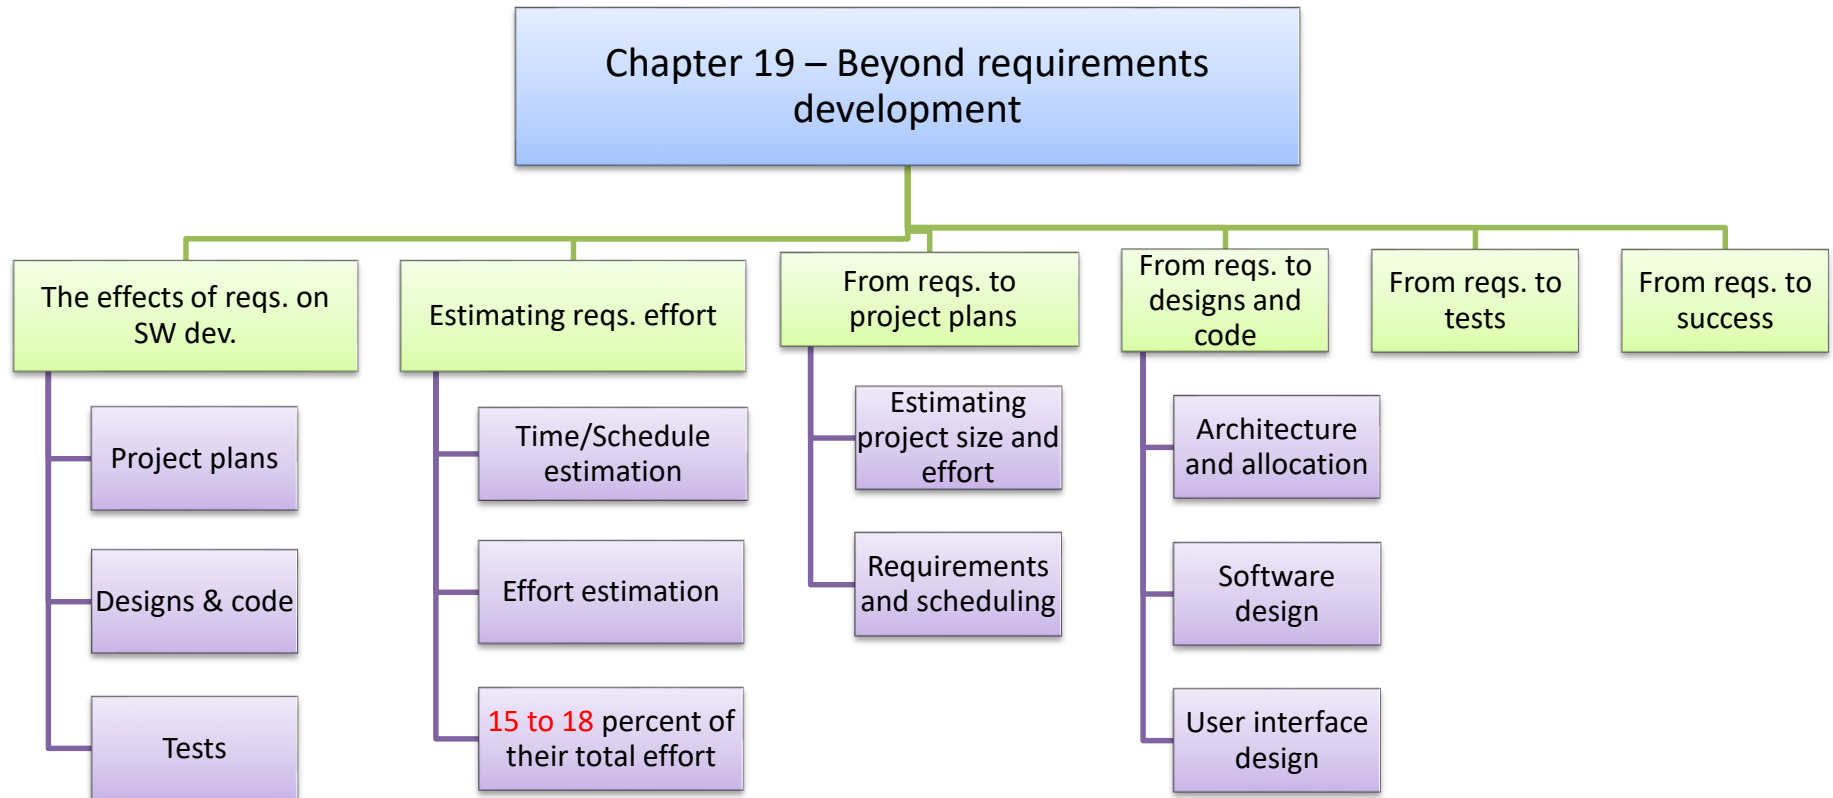 Chapter 19 – Beyond requirements
development
The effects of reqs. on
SW dev.
Project plans
Designs & code
Tests
Estimating reqs. effort
Time/Schedule
estimation
Effort estimation
15 to 18 percent of
their total effort
From reqs. to
project plans
Estimating
project size and
effort
Requirements
and scheduling
From reqs. to
designs and
code
Architecture
and allocation
Software
design
User interface
design
From reqs. to
tests
From reqs. to
success